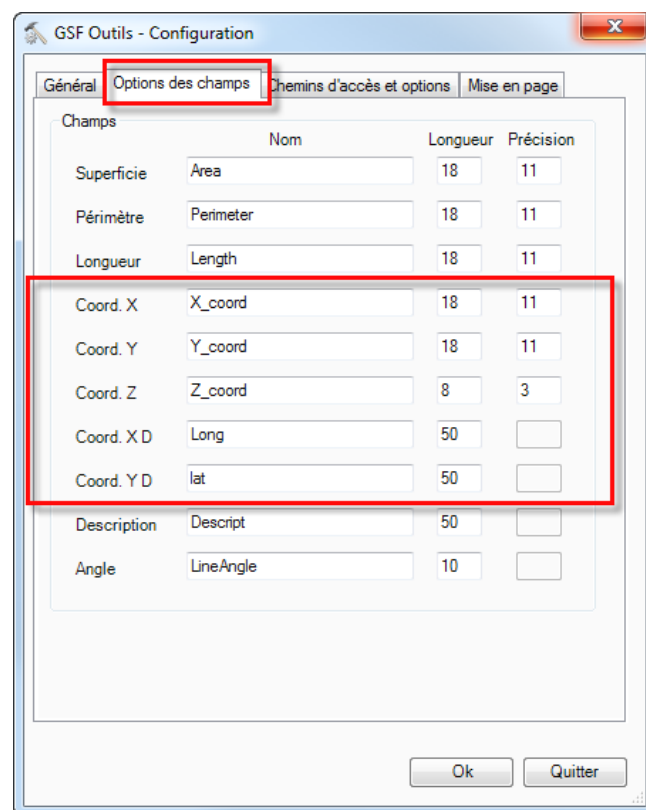 GSF Outils - Configuration
Général Options des champs Chemins d'accès et options Mise en page
Champs
Nom Longueur Précision
Superficie Area 18 11
Périmètre Perimeter 18 11
Longueur Length 18 11
Coord. X X_coord 18 11
Coord. Y Y_coord 18 11
Coord. Z Z_coord 8 3
Coord. X D Long 50
Coord. Y D lat 50
Description Descript 50
Angle LineAngle 10
Ok Quitter